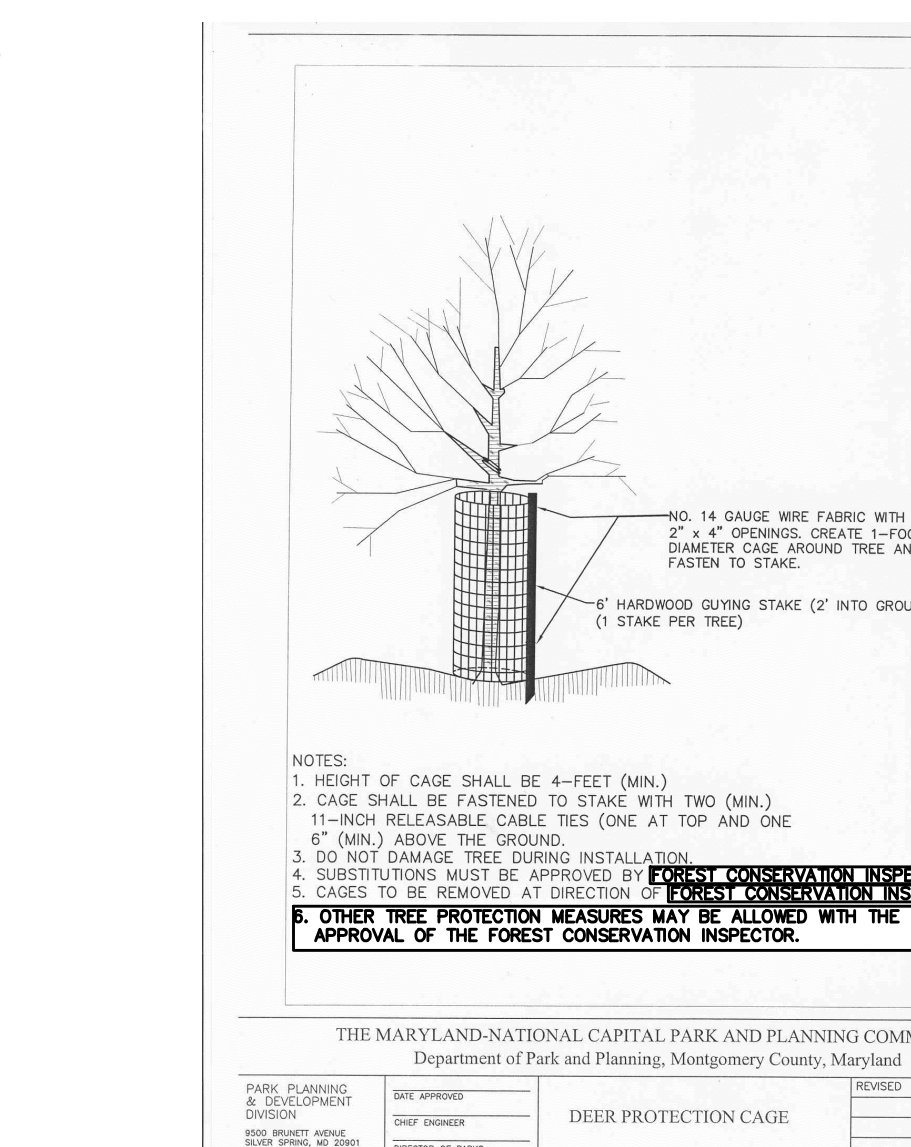 NO. 14 GAUGE WIRE FABRIC WITH
2" x 4" OPENINGS. CREATE 1-FOO
DIAMETER CAGE AROUND TREE AN
FASTEN TO STAKE.
6' HARDWOOD GUYING STAKE (2' INTO GROU
(1 STAKE PER TREE)
NOTES:
1. HEIGHT OF CAGE SHALL BE 4-FEET (MIN.)
2. CAGE SHALL BE FASTENED TO STAKE WITH TWO (MIN.)
11-INCH RELEASABLE CABLE TIES (ONE AT TOP AND ONE
6" (MIN.) ABOVE THE GROUND.
3. DO NOT DAMAGE TREE DURING INSTALLATION.
4. SUBSTITUTIONS MUST BE APPROVED BY FOREST CONSERVATION INSPE
5. CAGES TO BE REMOVED AT DIRECTION OF FOREST CONSERVATION INS
6. OTHER TREE PROTECTION MEASURES MAY BE ALLOWED WITH THE
APPROVAL OF THE FOREST CONSERVATION INSPECTOR.
THE MARYLAND-NATIONAL CAPITAL PARK AND PLANNING COMM
Department of Park and Planning, Montgomery County, Maryland
PARK PLANNING
& DEVELOPMENT
DIVISION
9500 BRUNETT AVENUE
SILVER SPRING, MD 20901
DATE APPROVED
CHIEF ENGINEER
DIRECTOR OF PARKS
DEER PROTECTION CAGE
REVISED